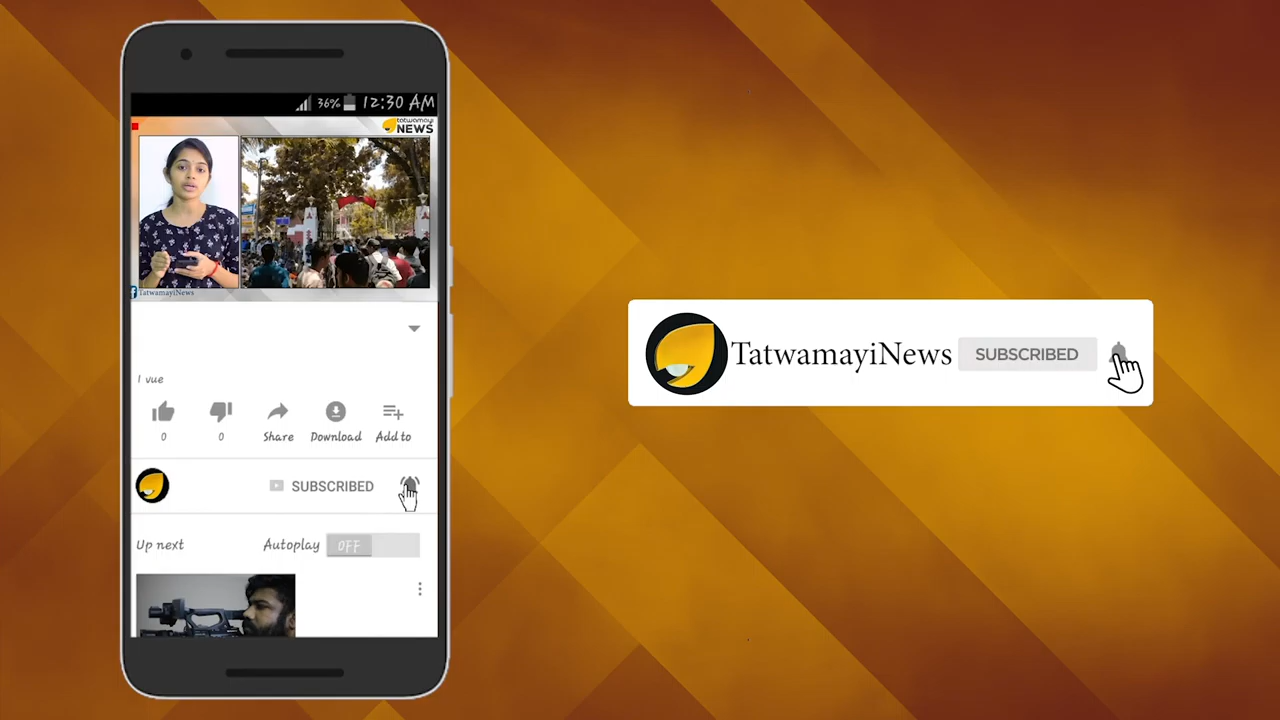 36% 12:30 AM
tatwamayi
NEWS
TatwamayiNews
1 vue
0 0 Share Download Add to
SUBSCRIBED
Up next Autoplay OFF
TatwamayiNews SUBSCRIBED